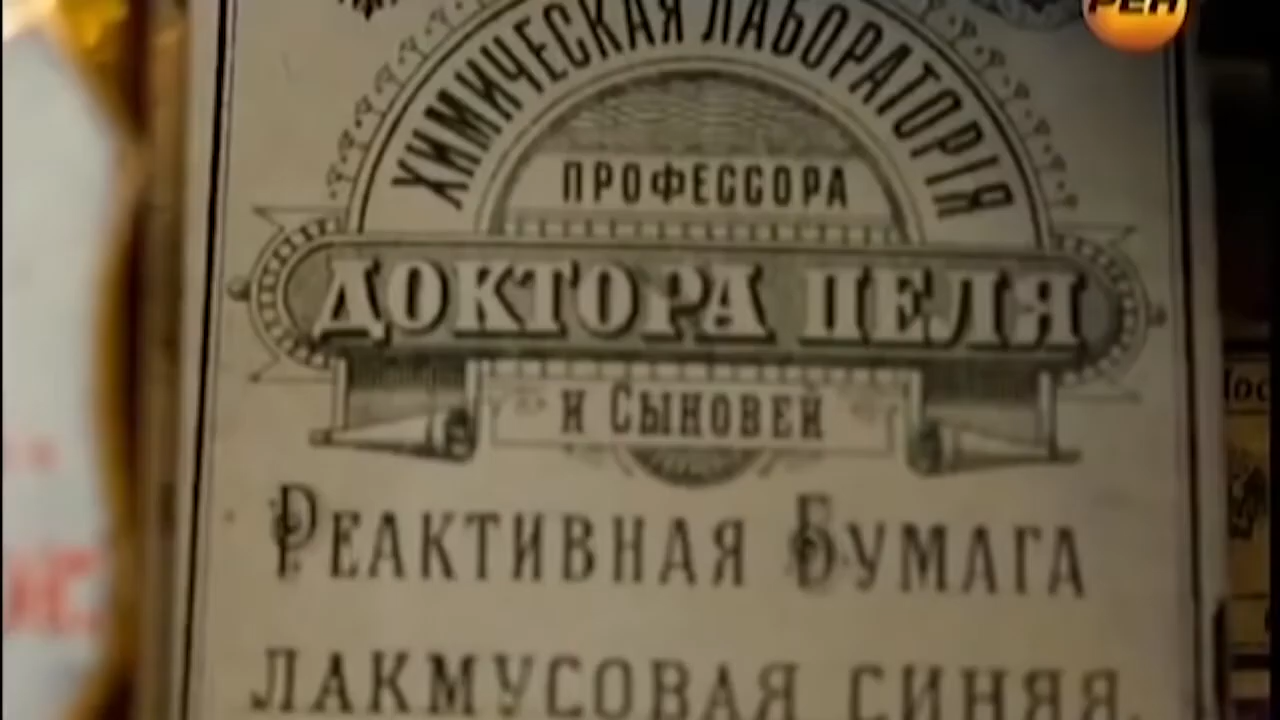 РЕН
ХИМИЧЕСКАЯ ЛАБОРАТОРІЯ
ПРОФЕССОРА
ДОКТОРА ПЕЛЯ
и Сыновей
Реактивная Бумага
ЛАКМУСОВАЯ СИНЯЯ.